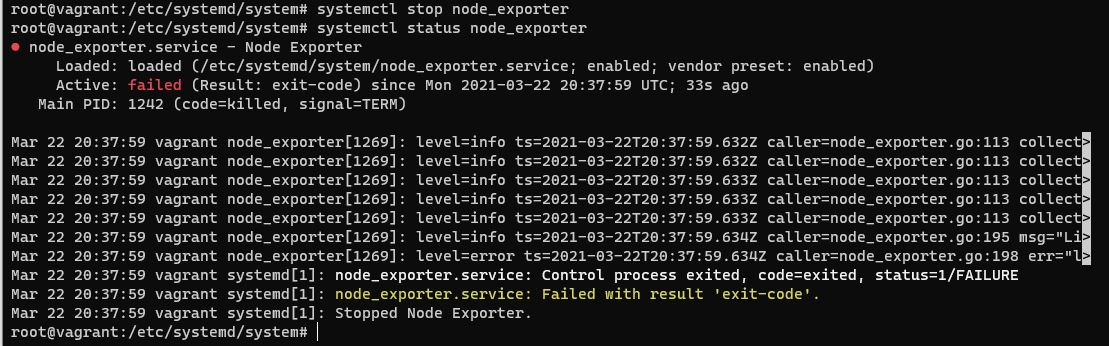 root@vagrant:/etc/systemd/system# systemctl stop node_exporter
root@vagrant:/etc/systemd/system# systemctl status node_exporter
● node_exporter.service - Node Exporter
     Loaded: loaded (/etc/systemd/system/node_exporter.service; enabled; vendor preset: enabled)
     Active: failed (Result: exit-code) since Mon 2021-03-22 20:37:59 UTC; 33s ago
   Main PID: 1242 (code=killed, signal=TERM)

Mar 22 20:37:59 vagrant node_exporter[1269]: level=info ts=2021-03-22T20:37:59.632Z caller=node_exporter.go:113 collect>
Mar 22 20:37:59 vagrant node_exporter[1269]: level=info ts=2021-03-22T20:37:59.632Z caller=node_exporter.go:113 collect>
Mar 22 20:37:59 vagrant node_exporter[1269]: level=info ts=2021-03-22T20:37:59.633Z caller=node_exporter.go:113 collect>
Mar 22 20:37:59 vagrant node_exporter[1269]: level=info ts=2021-03-22T20:37:59.633Z caller=node_exporter.go:113 collect>
Mar 22 20:37:59 vagrant node_exporter[1269]: level=info ts=2021-03-22T20:37:59.633Z caller=node_exporter.go:113 collect>
Mar 22 20:37:59 vagrant node_exporter[1269]: level=info ts=2021-03-22T20:37:59.634Z caller=node_exporter.go:195 msg="Li>
Mar 22 20:37:59 vagrant node_exporter[1269]: level=error ts=2021-03-22T20:37:59.634Z caller=node_exporter.go:198 err="l>
Mar 22 20:37:59 vagrant systemd[1]: node_exporter.service: Control process exited, code=exited, status=1/FAILURE
Mar 22 20:37:59 vagrant systemd[1]: node_exporter.service: Failed with result 'exit-code'.
Mar 22 20:37:59 vagrant systemd[1]: Stopped Node Exporter.
root@vagrant:/etc/systemd/system#